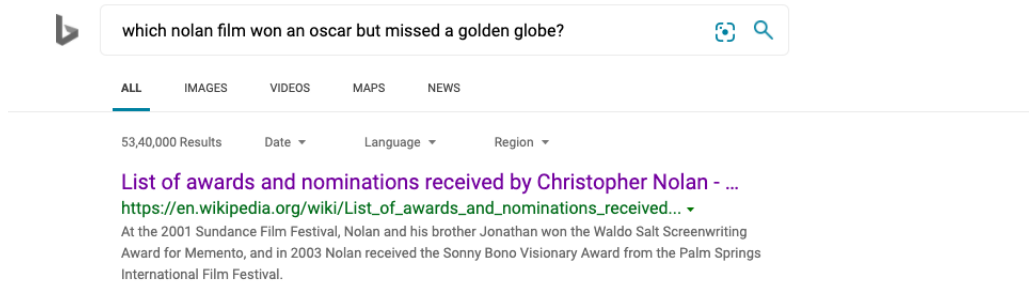 which nolan film won an oscar but missed a golden globe?
ALL IMAGES VIDEOS MAPS NEWS
53,40,000 Results Date Language Region
List of awards and nominations received by Christopher Nolan - ...
https://en.wikipedia.org/wiki/List_of_awards_and_nominations_received...
At the 2001 Sundance Film Festival, Nolan and his brother Jonathan won the Waldo Salt Screenwriting
Award for Memento, and in 2003 Nolan received the Sonny Bono Visionary Award from the Palm Springs
International Film Festival.